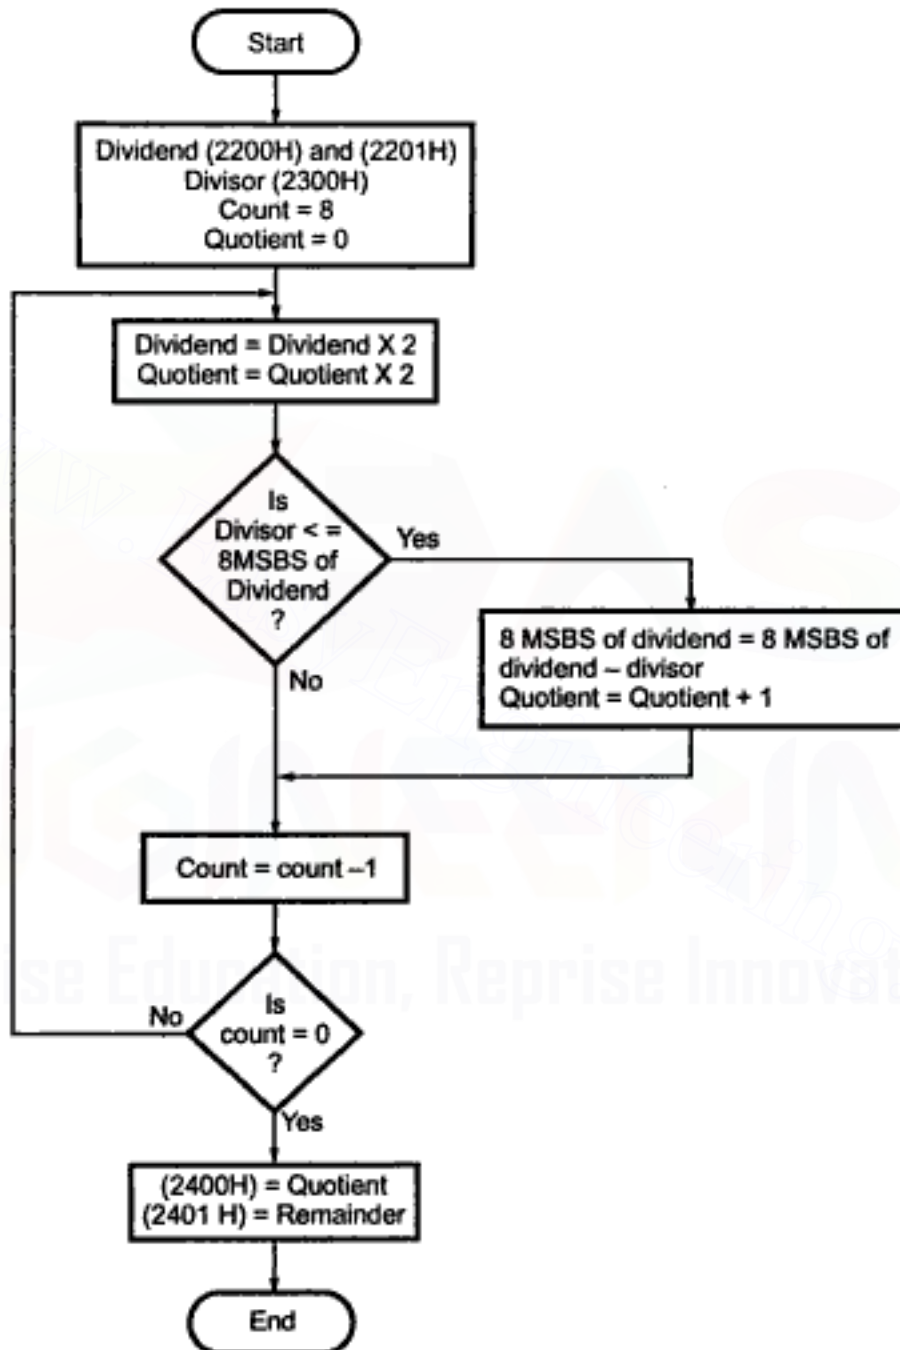 Start
Dividend (2200H) and (2201H)
Divisor (2300H)
Count = 8
Quotient = 0
Dividend = Dividend X 2
Quotient = Quotient X 2
Is
Divisor < =
8MSBS of
Dividend
?
Yes
No
8 MSBS of dividend = 8 MSBS of
dividend – divisor
Quotient = Quotient + 1
Count = count –1
Is
count = 0
?
No
Yes
(2400H) = Quotient
(2401 H) = Remainder
End